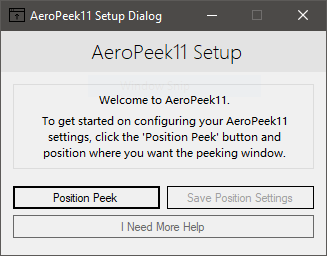 AeroPeek11 Setup Dialog
AeroPeek11 Setup
Welcome to AeroPeek11.
To get started on configuring your AeroPeek11
settings, click the 'Position Peek' button and
position where you want the peeking window.
Position Peek
Save Position Settings
I Need More Help